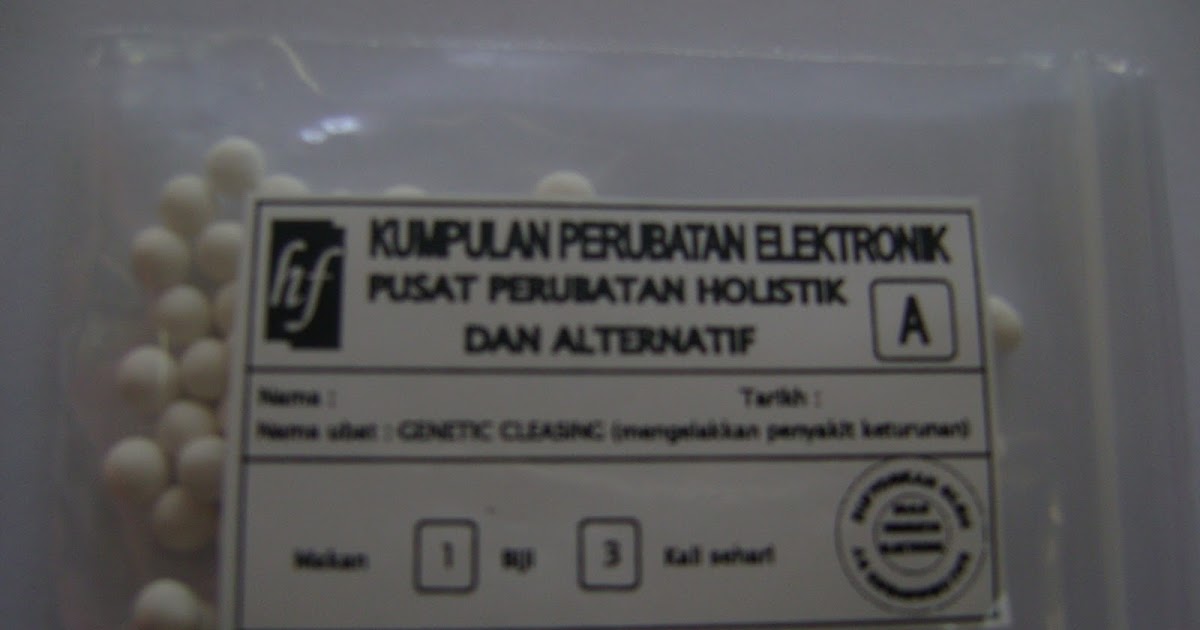 hf
KUMPULAN PERUBATAN ELEKTRONIK
PUSAT PERUBATAN HOLISTIK
DAN ALTERNATIF
A
Nama : Tarikh :
Nama ubat : GENETIC CLEASING (mengelakkan penyakit keturunan)
Makan 1 Biji 3 Kali sehari